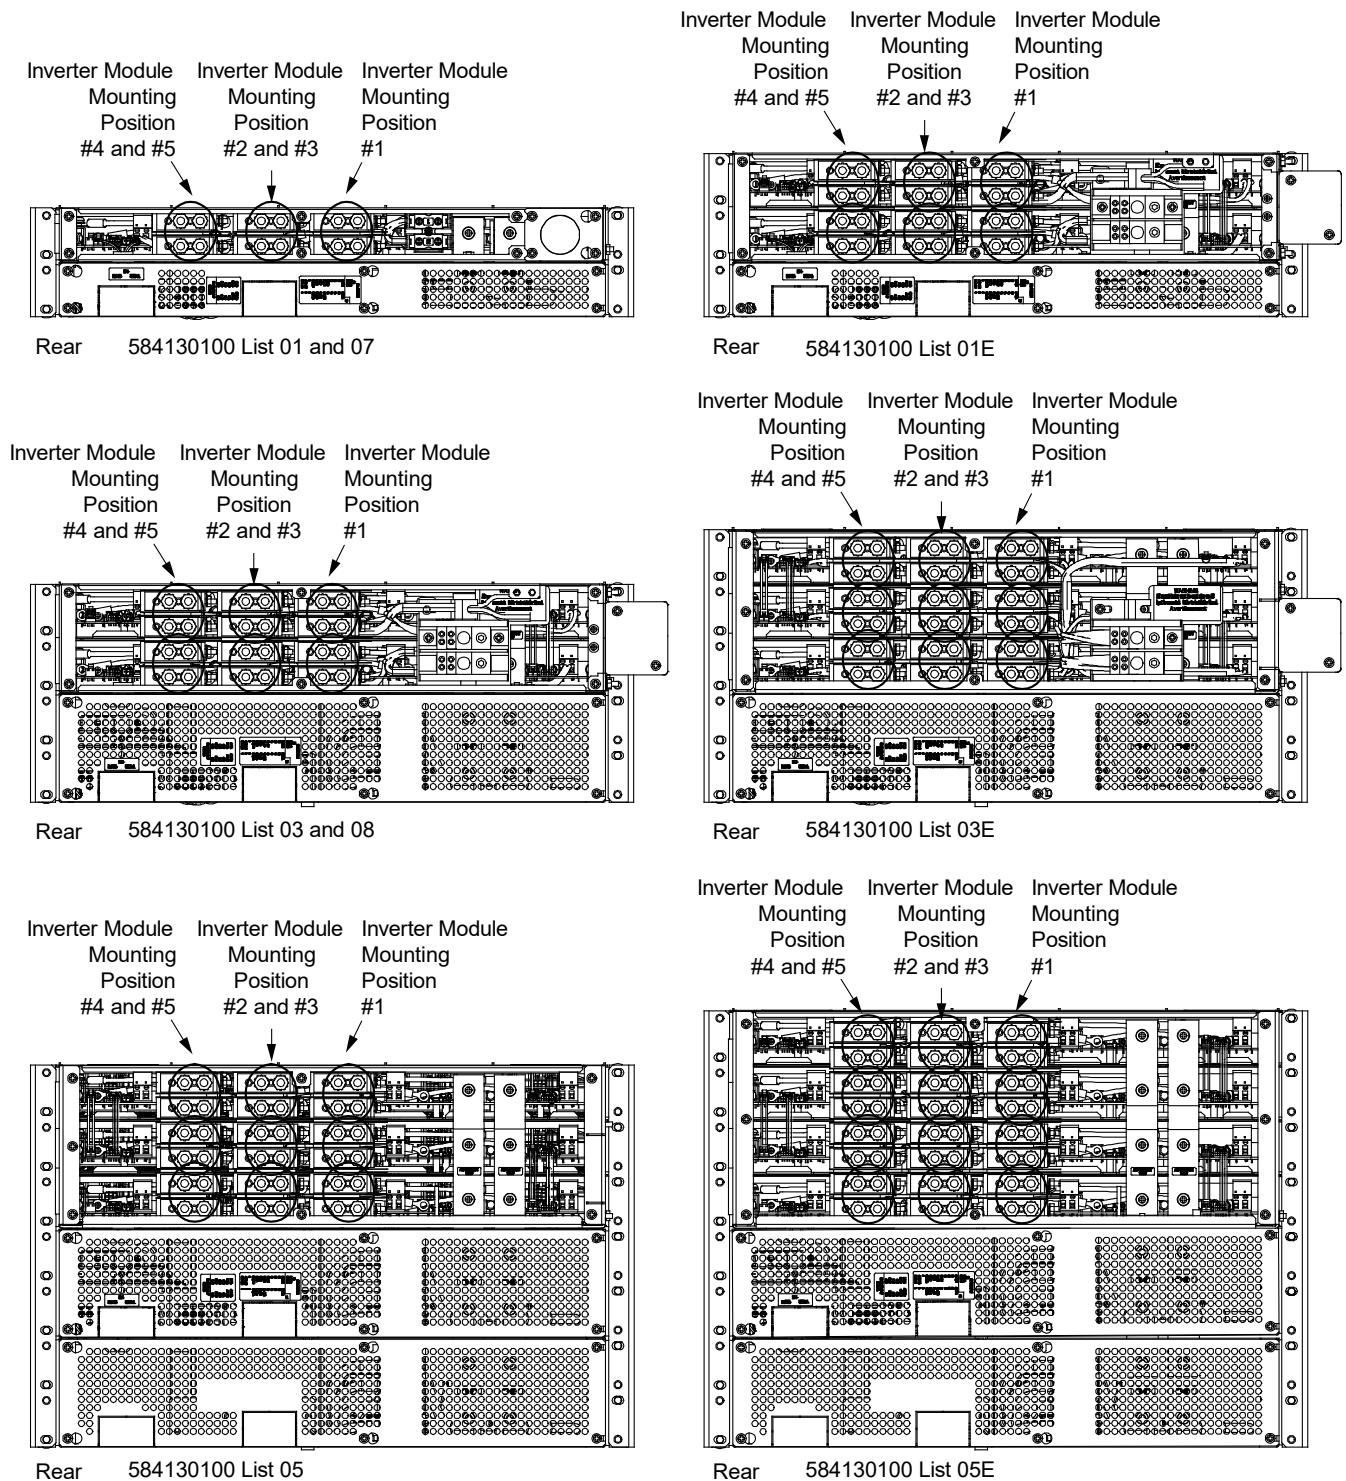 Inverter Module
Mounting
Position
#4 and #5
Inverter Module
Mounting
Position
#2 and #3
Inverter Module
Mounting
Position
#1
Rear 584130100 List 01 and 07
Inverter Module
Mounting
Position
#4 and #5
Inverter Module
Mounting
Position
#2 and #3
Inverter Module
Mounting
Position
#1
Rear 584130100 List 01E
Inverter Module
Mounting
Position
#4 and #5
Inverter Module
Mounting
Position
#2 and #3
Inverter Module
Mounting
Position
#1
Rear 584130100 List 03 and 08
Inverter Module
Mounting
Position
#4 and #5
Inverter Module
Mounting
Position
#2 and #3
Inverter Module
Mounting
Position
#1
Rear 584130100 List 03E
Inverter Module
Mounting
Position
#4 and #5
Inverter Module
Mounting
Position
#2 and #3
Inverter Module
Mounting
Position
#1
Rear 584130100 List 05
Inverter Module
Mounting
Position
#4 and #5
Inverter Module
Mounting
Position
#2 and #3
Inverter Module
Mounting
Position
#1
Rear 584130100 List 05E